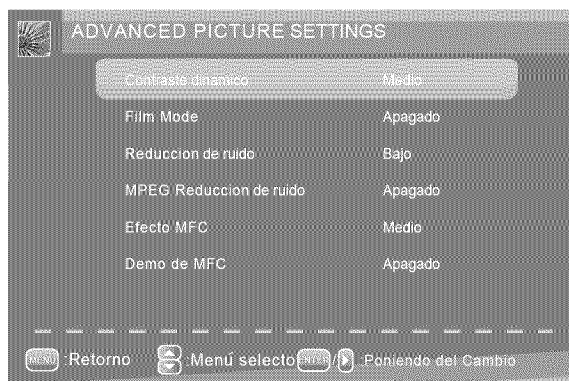 ADVANCED PICTURE SETTINGS
Contraste dinamico Medio
Film Mode Apagado
Reduccion de ruido Bajo
MPEG Reduccion de ruido Apagado
Efecto MFC Medio
Demo de MFC Apagado
MENU :Retorno :Menú selecto ENTER / :Poniendo del Cambio